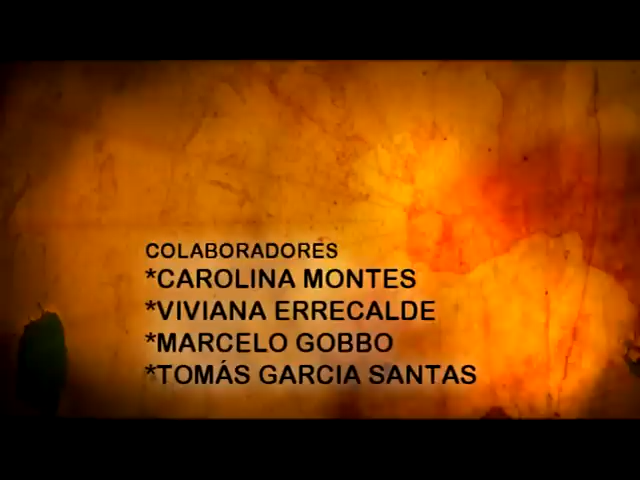 COLABORADORES
*CAROLINA MONTES
*VIVIANA ERRECALDE
*MARCELO GOBBO
*TOMÁS GARCIA SANTAS